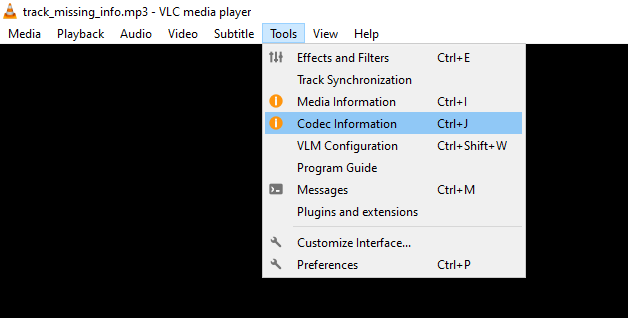 track_missing_info.mp3 - VLC media player
Media Playback Audio Video Subtitle Tools View Help
Effects and Filters Ctrl+E
Track Synchronization
Media Information Ctrl+I
Codec Information Ctrl+J
VLM Configuration Ctrl+Shift+W
Program Guide
Messages Ctrl+M
Plugins and extensions
Customize Interface...
Preferences Ctrl+P